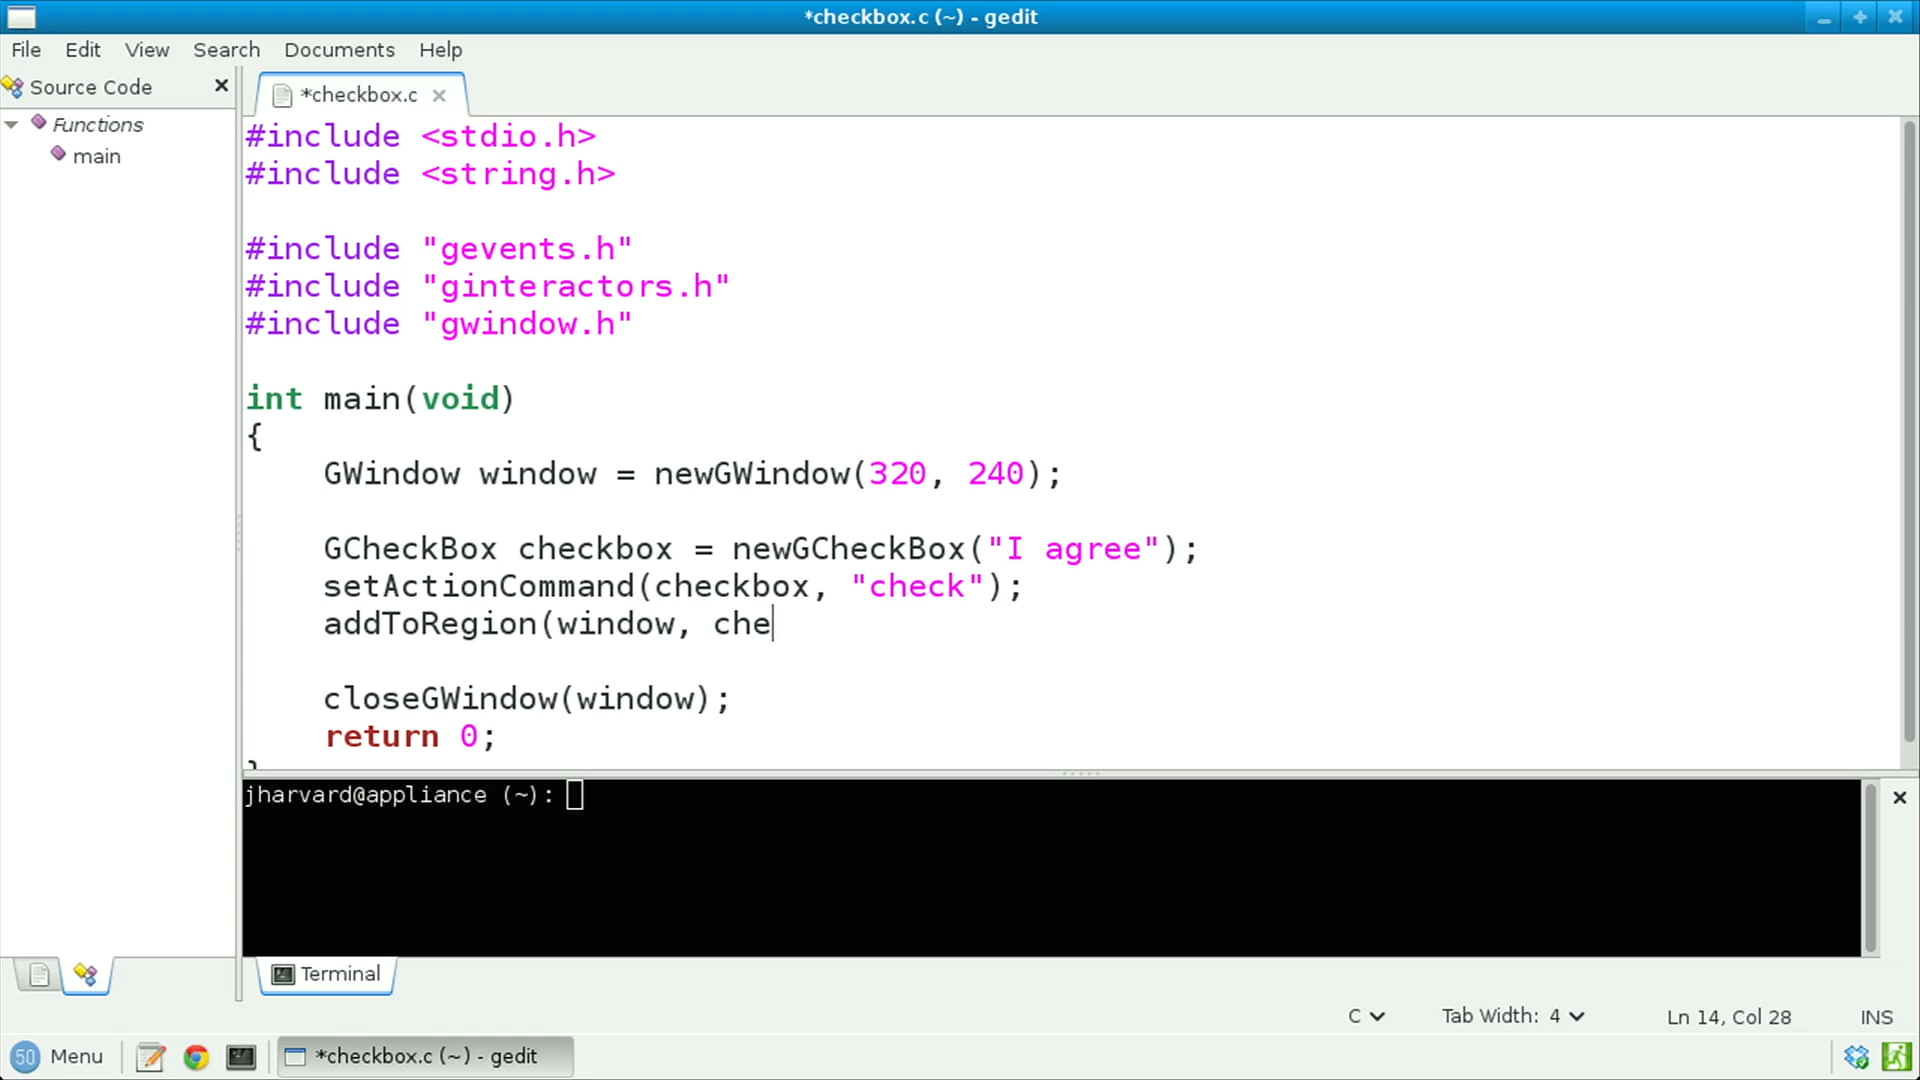 *checkbox.c (~) - gedit
File Edit View Search Documents Help
Source Code
*checkbox.c
Functions
main
#include <stdio.h>
#include <string.h>
#include "gevents.h"
#include "ginteractors.h"
#include "gwindow.h"
int main(void)
{
GWindow window = newGWindow(320, 240);
GCheckBox checkbox = newGCheckBox("I agree");
setActionCommand(checkbox, "check");
addToRegion(window, che
closeGWindow(window);
return 0;
}
jharvard@appliance (~):
Terminal
C Tab Width: 4 Ln 14, Col 28 INS
50 Menu *checkbox.c (~) - gedit